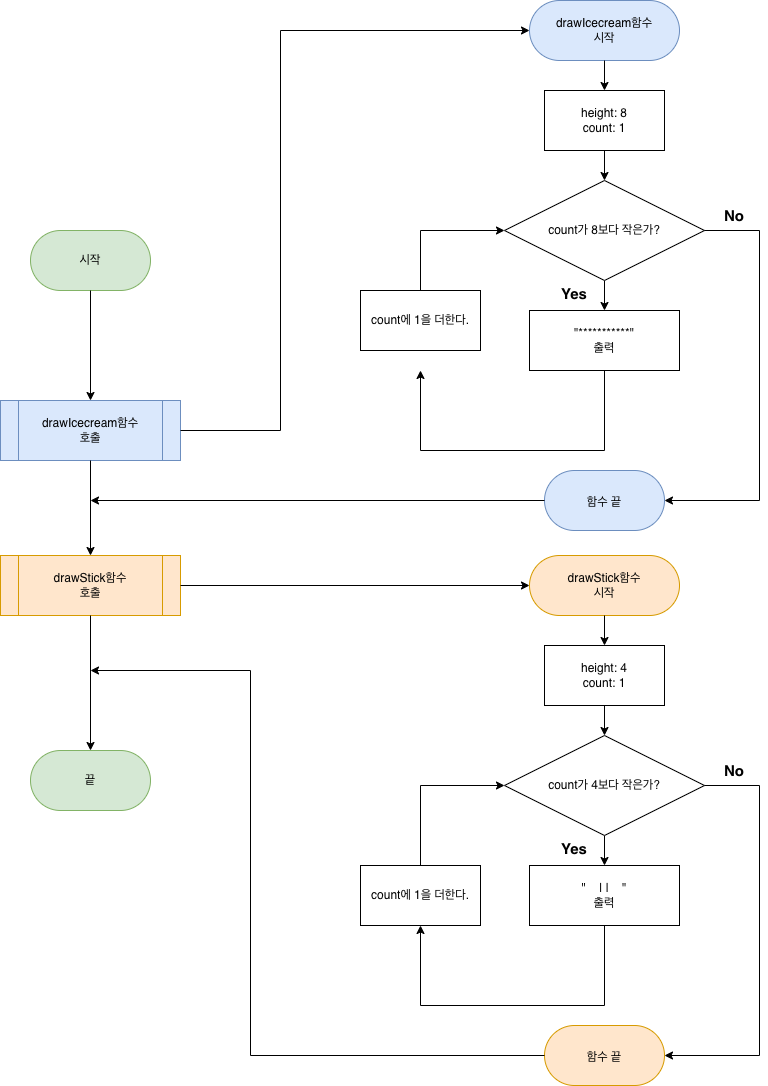 drawIcecream함수
시작
height: 8
count: 1
count가 8보다 작은가?
No
Yes
시작
count에 1을 더한다.
"***********"
출력
drawIcecream함수
호출
함수 끝
drawStick함수
호출
drawStick함수
시작
height: 4
count: 1
끝
count가 4보다 작은가?
No
Yes
count에 1을 더한다.
"    | |    "
출력
함수 끝